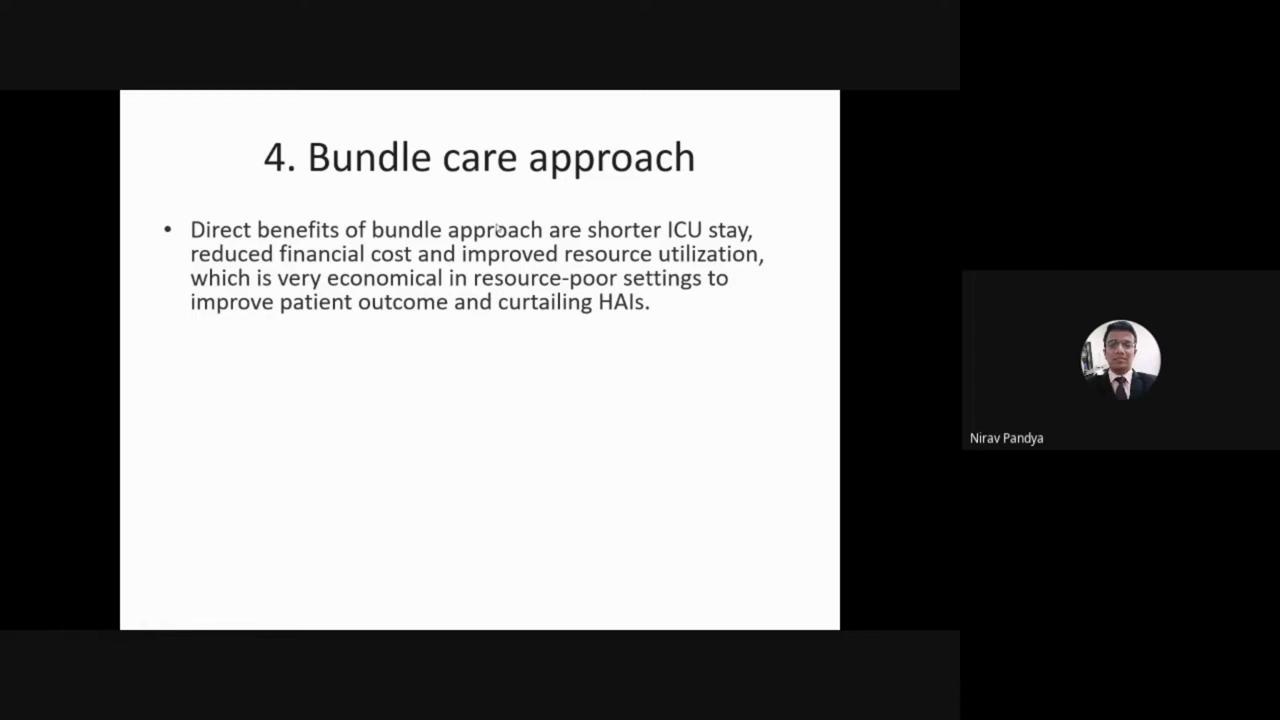 4. Bundle care approach
• Direct benefits of bundle approach are shorter ICU stay,
reduced financial cost and improved resource utilization,
which is very economical in resource-poor settings to
improve patient outcome and curtailing HAIs.
Nirav Pandya